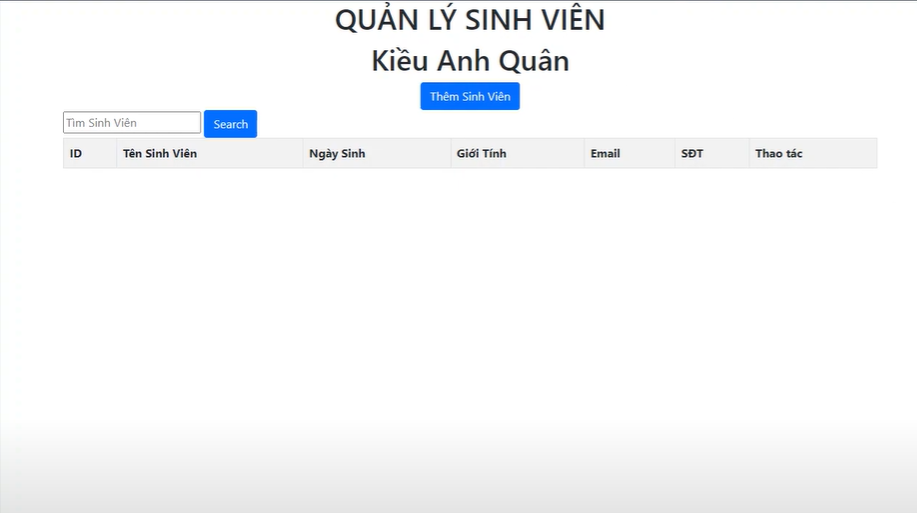 QUẢN LÝ SINH VIÊN
Kiều Anh Quân
Thêm Sinh Viên
Tìm Sinh Viên Search
ID Tên Sinh Viên Ngày Sinh Giới Tính Email SĐT Thao tác